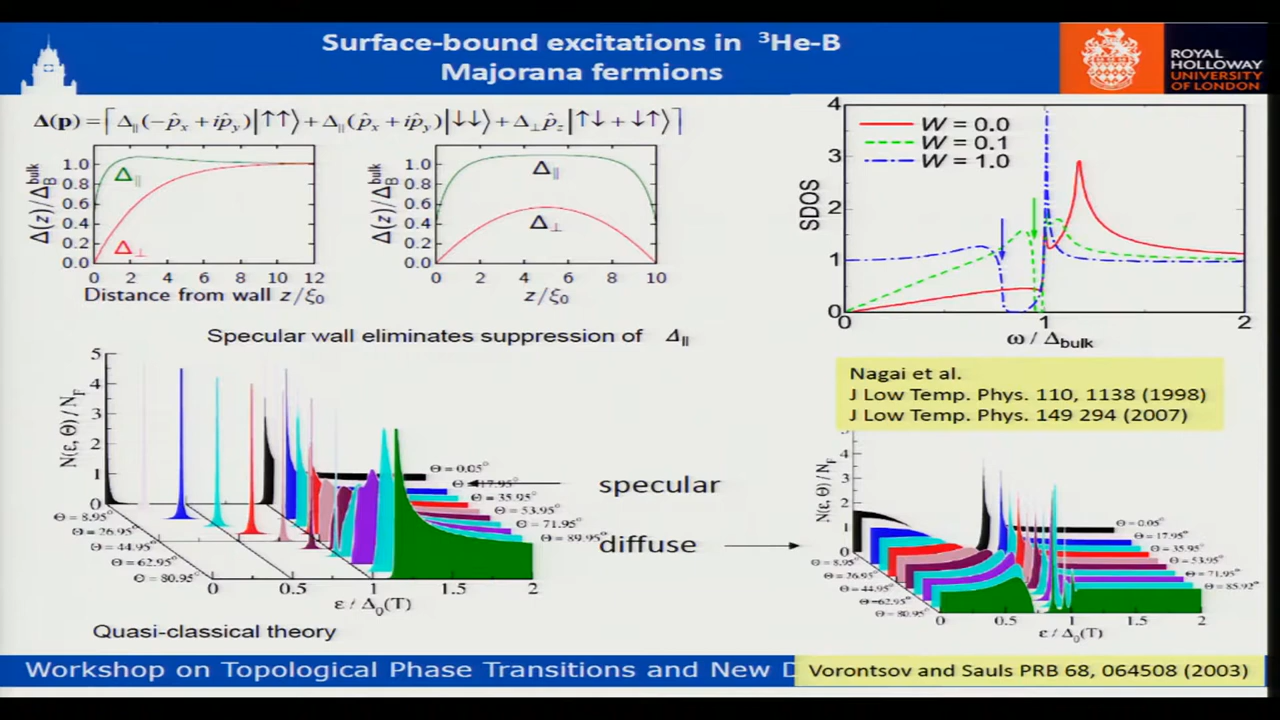 Surface-bound excitations in ³He-B
Majorana fermions
ROYAL
HOLLOWAY
UNIVERSITY
OF LONDON
Δ(p) = ⌈ Δ∥(−p̂x + ip̂y)|↑↑⟩ + Δ∥(p̂x + ip̂y)|↓↓⟩ + Δ⊥p̂z|↑↓ + ↓↑⟩ ⌉
Δ(z)/Δ_B^bulk
1.0
0.8
0.6
0.4
0.2
0.0
Δ∥
Δ⊥
0 2 4 6 8 10 12
Distance from wall z/ξ0
Δ(z)/Δ_B^bulk
1.0
0.8
0.6
0.4
0.2
0.0
Δ∥
Δ⊥
0 2 4 6 8 10
z/ξ0
SDOS
4
3
2
1
0
W = 0.0
W = 0.1
W = 1.0
0 1 2
ω / Δbulk
Specular wall eliminates suppression of Δ∥
Nagai et al.
J Low Temp. Phys. 110, 1138 (1998)
J Low Temp. Phys. 149 294 (2007)
N(ε, Θ) / NF
5
4
3
2
1
0
Θ = 0.05°
Θ = 17.95°
Θ = 35.95°
Θ = 53.95°
Θ = 71.95°
Θ = 89.95°
Θ = 8.95°
Θ = 26.95°
Θ = 44.95°
Θ = 62.95°
Θ = 80.95°
0 0.5 1 1.5 2
ε / Δ0(T)
specular
diffuse
N(ε, Θ) / NF
4
3
2
1
0
Θ = 0.05°
Θ = 17.95°
Θ = 35.95°
Θ = 53.95°
Θ = 71.95°
Θ = 85.92°
Θ = 8.95°
Θ = 26.95°
Θ = 44.95°
Θ = 62.95°
Θ = 80.95°
0 0.5 1 1.5 2
ε / Δ0(T)
Quasi-classical theory
Workshop on Topological Phase Transitions and New D
Vorontsov and Sauls PRB 68, 064508 (2003)